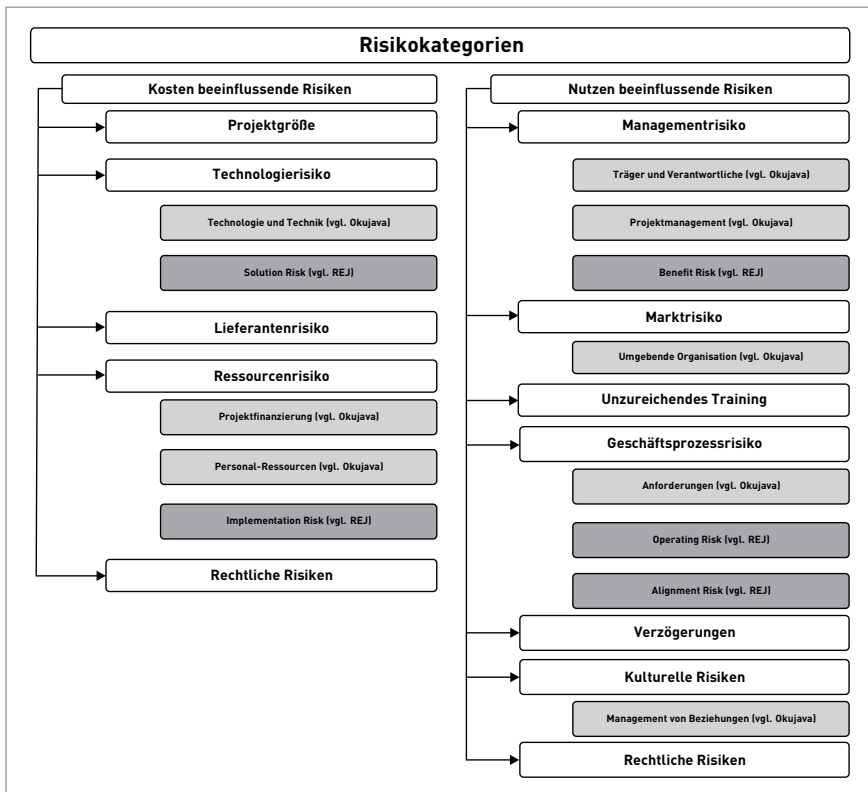 Risikokategorien
Kosten beeinflussende Risiken
Projektgröße
Technologierisiko
Technologie und Technik (vgl. Okujava)
Solution Risk (vgl. REJ)
Lieferantenrisiko
Ressourcenrisiko
Projektfinanzierung (vgl. Okujava)
Personal-Ressourcen (vgl. Okujava)
Implementation Risk (vgl. REJ)
Rechtliche Risiken
Nutzen beeinflussende Risiken
Managementrisiko
Träger und Verantwortliche (vgl. Okujava)
Projektmanagement (vgl. Okujava)
Benefit Risk (vgl. REJ)
Marktrisiko
Umgebende Organisation (vgl. Okujava)
Unzureichendes Training
Geschäftsprozessrisiko
Anforderungen (vgl. Okujava)
Operating Risk (vgl. REJ)
Alignment Risk (vgl. REJ)
Verzögerungen
Kulturelle Risiken
Management von Beziehungen (vgl. Okujava)
Rechtliche Risiken